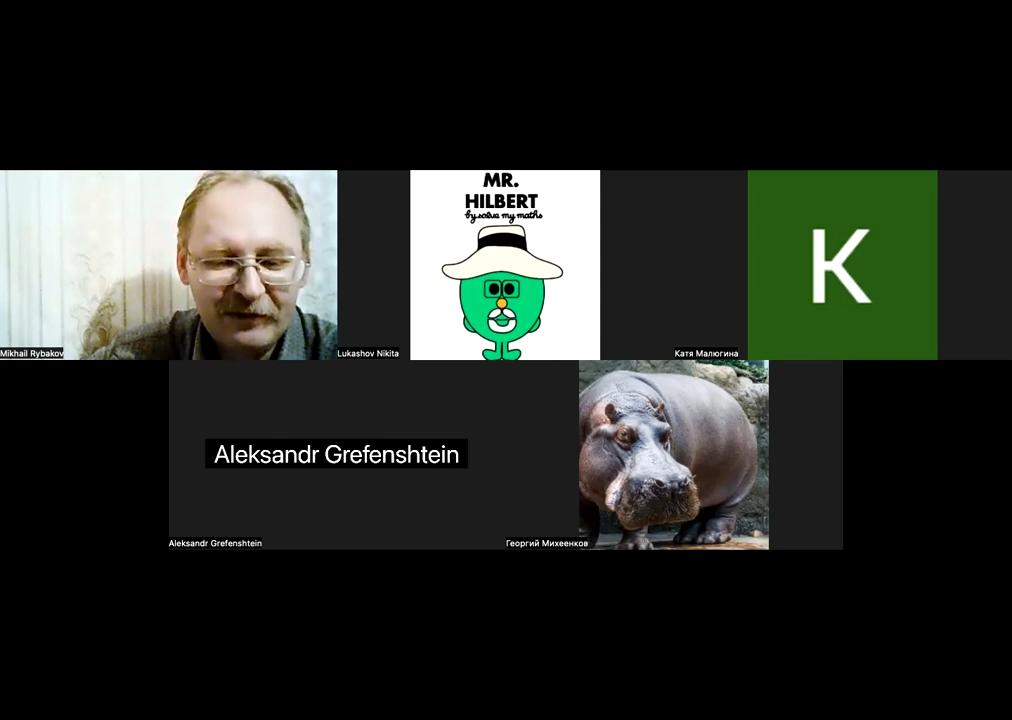 MR.
HILBERT
by solve my maths
K
Mikhail Rybakov
Lukashov Nikita
Катя Малюгина
Aleksandr Grefenshtein
Aleksandr Grefenshtein
Георгий Михеенков